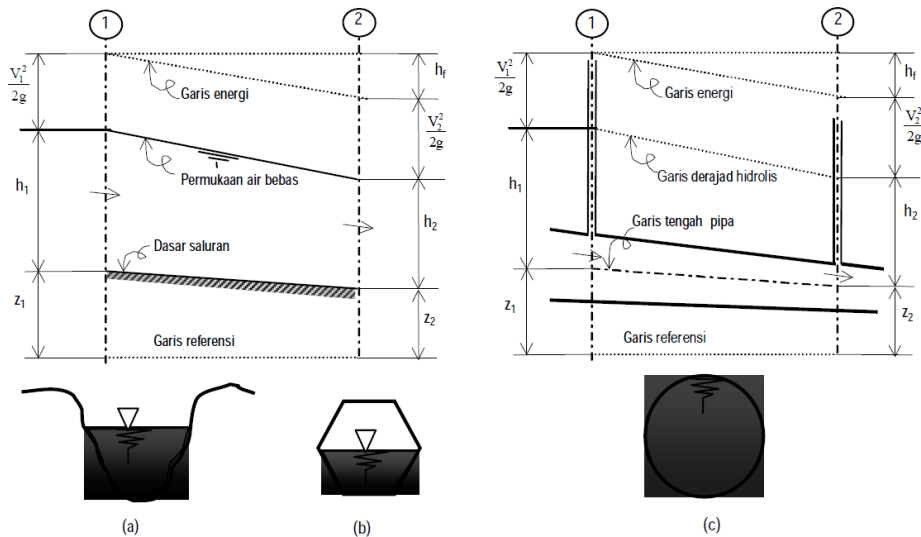 1
2
V₁²
2g
h₁
z₁
Garis energi
Permukaan air bebas
Dasar saluran
Garis referensi
h_f
V₂²
2g
h₂
z₂
(a)
(b)
1
2
V₁²
2g
h₁
z₁
Garis energi
Garis derajad hidrolis
Garis tengah pipa
Garis referensi
h_f
V₂²
2g
h₂
z₂
(c)